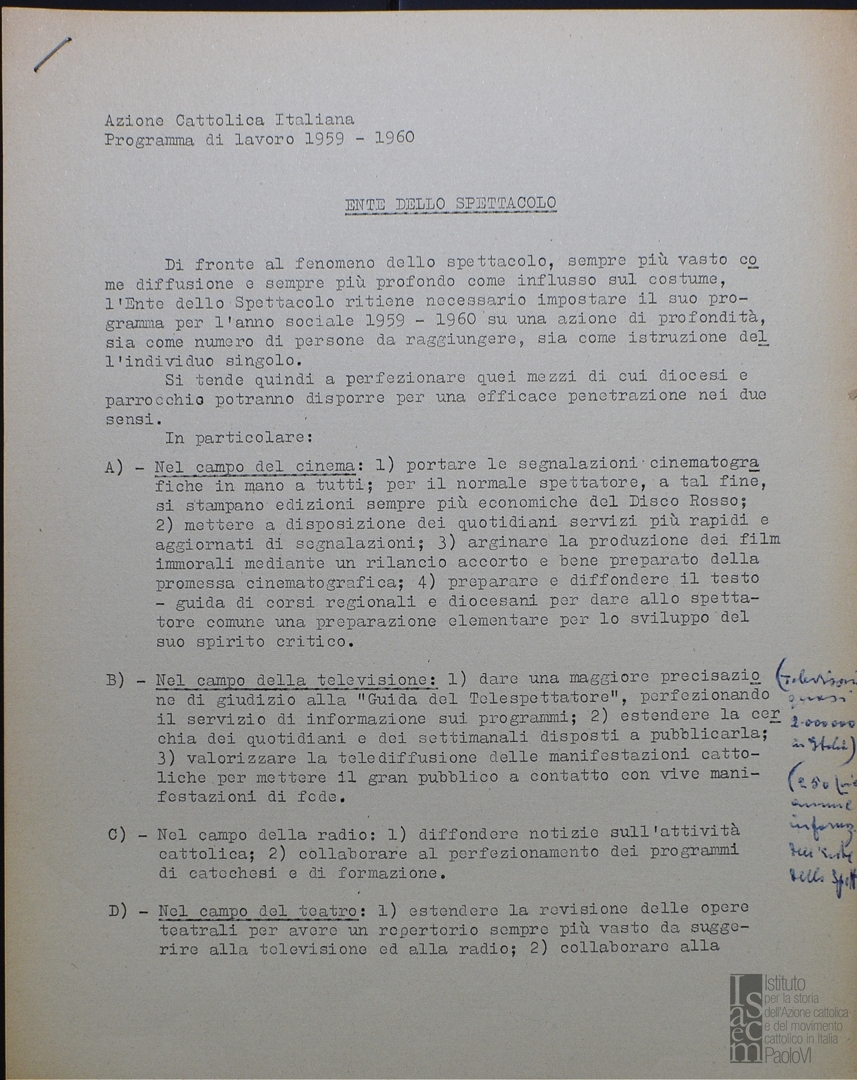 Azione Cattolica Italiana
Programma di lavoro 1959 - 1960
ENTE DELLO SPETTACOLO
Di fronte al fenomeno dello spettacolo, sempre più vasto co
me diffusione e sempre più profondo come influsso sul costume,
l'Ente dello Spettacolo ritiene necessario impostare il suo pro-
gramma per l'anno sociale 1959 - 1960 su una azione di profondità,
sia come numero di persone da raggiungere, sia come istruzione del
l'individuo singolo.
Si tende quindi a perfezionare quei mezzi di cui diocesi e
parrocchie potranno disporre per una efficace penetrazione nei due
sensi.
In particolare:
A) - Nel campo del cinema: 1) portare le segnalazioni cinematogra
fiche in mano a tutti; per il normale spettatore, a tal fine,
si stampano edizioni sempre più economiche del Disco Rosso;
2) mettere a disposizione dei quotidiani servizi più rapidi e
aggiornati di segnalazioni; 3) arginare la produzione dei film
immorali mediante un rilancio accorto e bene preparato della
promessa cinematografica; 4) preparare e diffondere il testo
- guida di corsi regionali e diocesani per dare allo spetta-
tore comune una preparazione elementare per lo sviluppo del
suo spirito critico.
B) - Nel campo della televisione: 1) dare una maggiore precisazio
ne di giudizio alla "Guida del Telespettatore", perfezionando
il servizio di informazione sui programmi; 2) estendere la cer
chia dei quotidiani e dei settimanali disposti a pubblicarla;
3) valorizzare la telediffusione delle manifestazioni catto-
liche per mettere il gran pubblico a contatto con vive mani-
festazioni di fede.
(televisori
quasi
2000000
in Italia)
(250
annue
dell'Ente
dello Spett
C) - Nel campo della radio: 1) diffondere notizie sull'attività
cattolica; 2) collaborare al perfezionamento dei programmi
di catechesi e di formazione.
D) - Nel campo del teatro: 1) estendere la revisione delle opere
teatrali per avere un repertorio sempre più vasto da sugge-
rire alla televisione ed alla radio; 2) collaborare alla
Isacem
Istituto
per la storia
dell'Azione cattolica
e del movimento
cattolico in Italia
PaoloVI